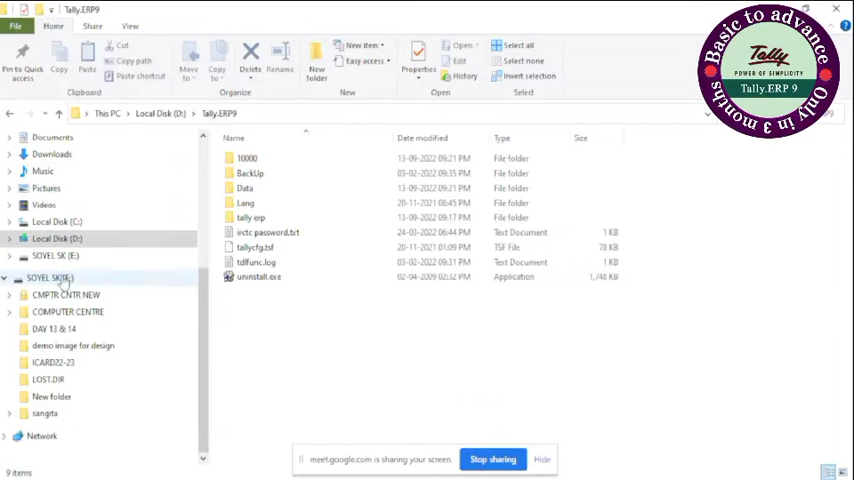 Tally.ERP9
File Home Share View
Pin to Quick access
Copy
Paste
Cut
Copy path
Paste shortcut
Clipboard
Move to
Copy to
Delete
Rename
Organize
New folder
New item
Easy access
New
Properties
Open
Edit
History
Open
Select all
Select none
Invert selection
Select
This PC > Local Disk (D:) > Tally.ERP9
Documents
Downloads
Music
Pictures
Videos
Local Disk (C:)
Local Disk (D:)
SOYEL SK (E:)
SOYEL SK (E:)
CMPTR CNTR NEW
COMPUTER CENTRE
DAY 13 & 14
demo image for design
ICARD22-23
LOST.DIR
New folder
sangita
Network
Name Date modified Type Size
10000 13-09-2022 09:21 PM File folder
BackUp 03-02-2022 09:35 PM File folder
Data 13-09-2022 09:21 PM File folder
Lang 20-11-2021 08:45 PM File folder
tally erp 13-09-2022 09:17 PM File folder
irctc password.txt 24-03-2022 06:44 PM Text Document 1 KB
tallycfg.tsf 20-11-2021 01:09 PM TSF File 78 KB
tdlfunc.log 03-02-2022 09:31 PM Text Document 1 KB
uninstall.exe 02-04-2009 02:32 PM Application 1,748 KB
meet.google.com is sharing your screen. Stop sharing Hide
9 items
Basic to advance
Tally
POWER OF SIMPLICITY
Tally.ERP 9
Only in 3 months